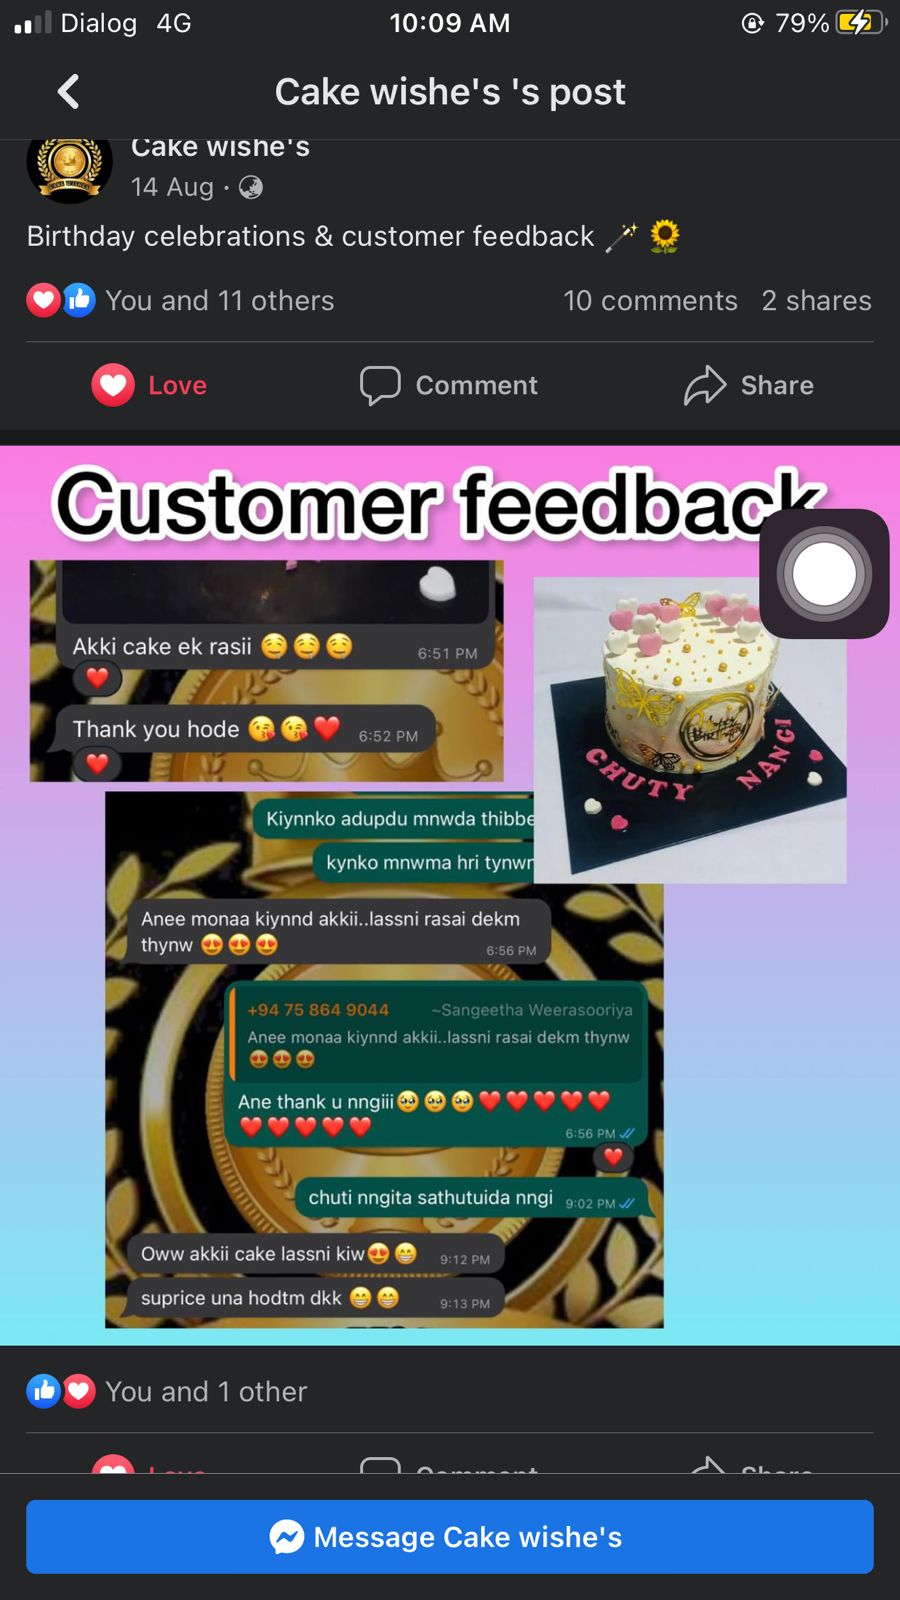 Dialog 4G 10:09 AM 79%
Cake wishe's 's post
Cake wishe's
14 Aug ·
Birthday celebrations & customer feedback 🪄 🌻
You and 11 others 10 comments 2 shares
Love Comment Share
Customer feedback
Akki cake ek rasii 🤤 🤤 🤤 6:51 PM
❤️
Thank you hode 😘 😘 ❤️ 6:52 PM
❤️
Happy
Birthday
CHUTY NANGI
Kiynnko adupdu mnwda thibbe
kynko mnwma hri tynwr
Anee monaa kiynnd akkii..lassni rasai dekm
thynw 😍 😍 😍 6:56 PM
+94 75 864 9044 ~Sangeetha Weerasooriya
Anee monaa kiynnd akkii..lassni rasai dekm thynw
😍 😍 😍
Ane thank u nngiii 🥺 🥺 🥺 ❤️ ❤️ ❤️ ❤️ ❤️
❤️ ❤️ ❤️ ❤️ ❤️ 6:56 PM
❤️
chuti nngita sathutuida nngi 9:02 PM
Oww akkii cake lassni kiw 😍 😁 9:12 PM
suprice una hodtm dkk 😁 😁 9:13 PM
You and 1 other
Love Comment Share
Message Cake wishe's